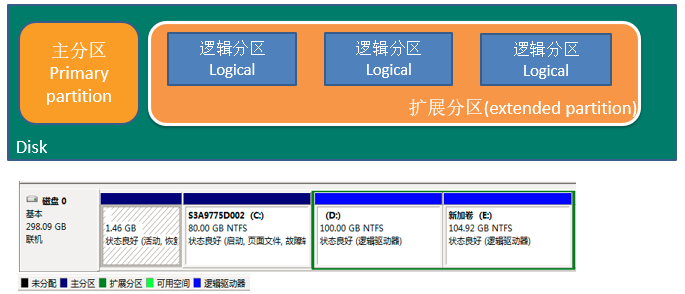 主分区
Primary
partition
逻辑分区
Logical
逻辑分区
Logical
逻辑分区
Logical
扩展分区(extended partition)
Disk
磁盘 0
基本
298.09 GB
联机
1.46 GB
状态良好 (活动, 恢复
S3A9775D002 (C:)
80.00 GB NTFS
状态良好 (启动, 页面文件, 故障转
(D:)
100.00 GB NTFS
状态良好 (逻辑驱动器)
新加卷 (E:)
104.92 GB NTFS
状态良好 (逻辑驱动器)
未分配 主分区 扩展分区 可用空间 逻辑驱动器